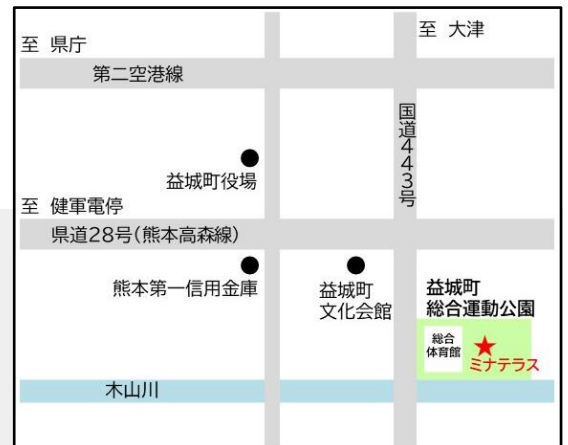 至 県庁
至 大津
第二空港線
国道443号
益城町役場
至 健軍電停
県道28号(熊本高森線)
熊本第一信用金庫
益城町
文化会館
益城町
総合運動公園
総合
体育館
ミナテラス
木山川